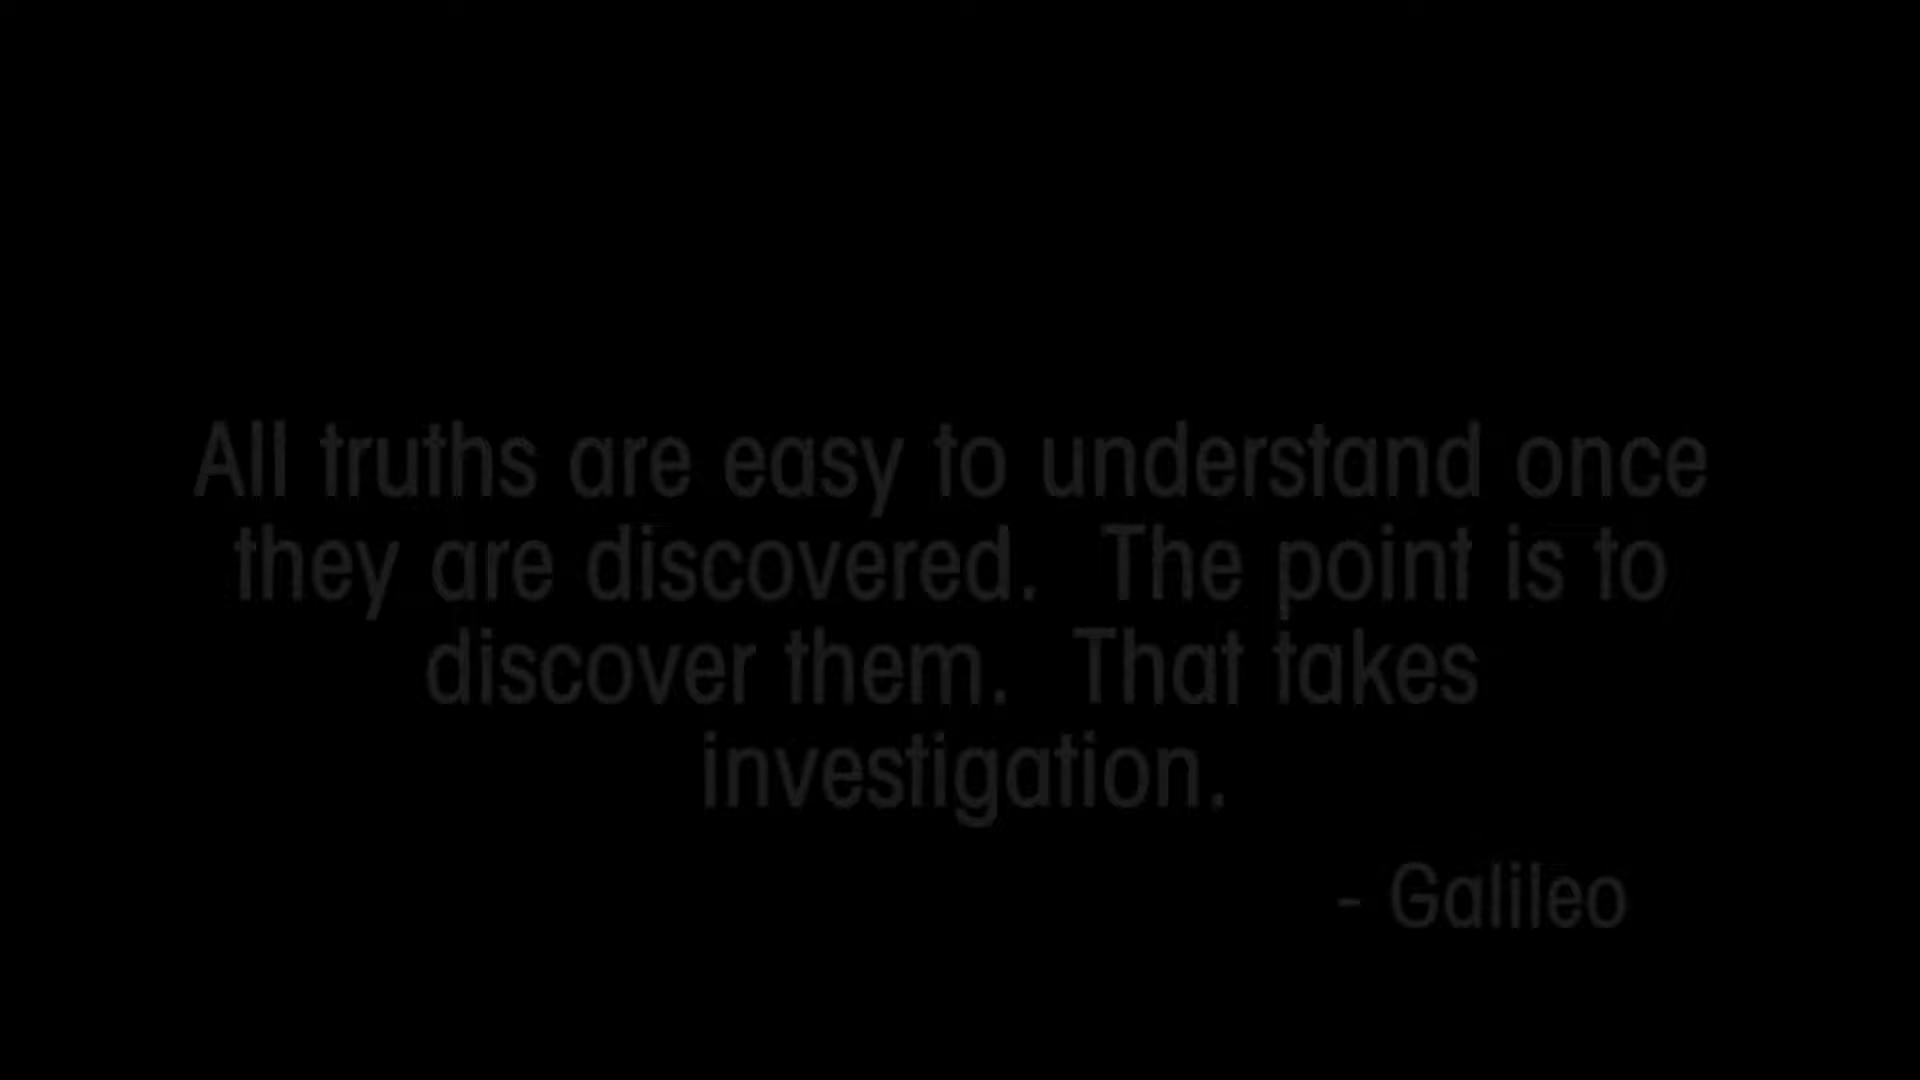 All truths are easy to understand once
they are discovered.  The point is to
discover them.  That takes
investigation.
- Galileo